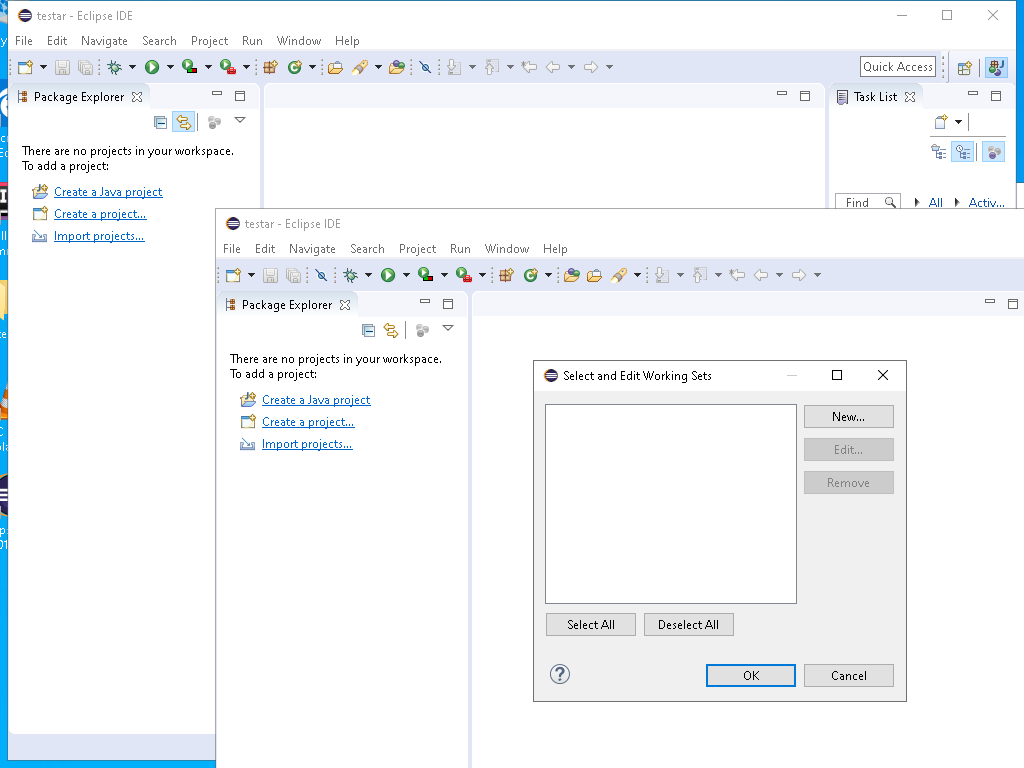 testar - Eclipse IDE
File Edit Navigate Search Project Run Window Help
Quick Access
Package Explorer
Task List
There are no projects in your workspace.
To add a project:
Create a Java project
Create a project...
Import projects...
Find All Activ...
testar - Eclipse IDE
File Edit Navigate Search Project Run Window Help
Package Explorer
There are no projects in your workspace.
To add a project:
Create a Java project
Create a project...
Import projects...
Select and Edit Working Sets
New...
Edit...
Remove
Select All Deselect All
? OK Cancel